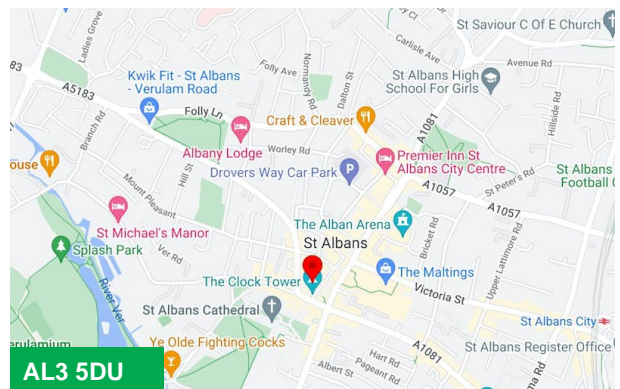 St Saviour C Of E Church
Ladies Grove
Carlisle Ave
Avenue Rd
Folly Ave
Normandy Rd
Kwik Fit - St Albans
- Verulam Road
St Albans High
School For Girls
Dalton St
A5183
Hillside Rd
Folly Ln
Craft & Cleaver
A1081
Branch Rd
Albany Lodge
Worley Rd
Premier Inn St
Albans City Centre
Drovers Way Car Park
P
Hill St
St Albans
Football C
St Peter's Rd
A1057
A1057
Mount Pleasant
St Michael's Manor
The Alban Arena
St Albans
Bricket Rd
Upper Lattimore Rd
Splash Park
Ver Rd
The Clock Tower
The Maltings
River Ver
Victoria St
St Albans Cathedral
St Albans City
Ye Olde Fighting Cocks
A1081
St Albans Register Office
Hart Rd
Pageant Rd
Albert St
AL3 5DU